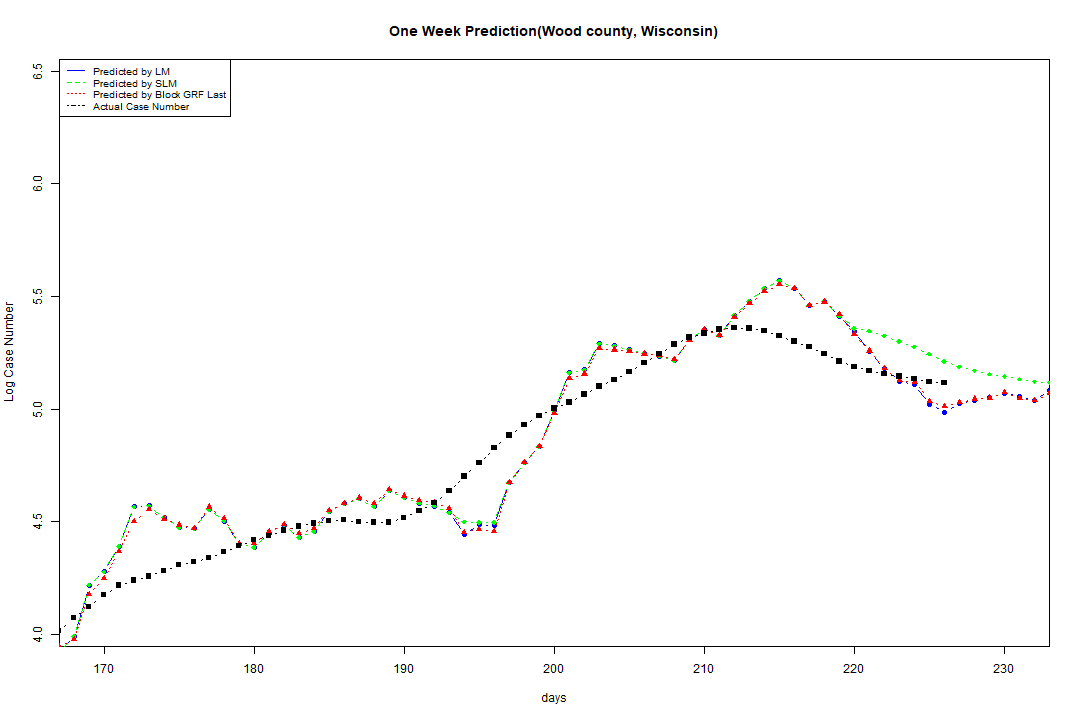 One Week Prediction(Wood county, Wisconsin)
Predicted by LM
Predicted by SLM
Predicted by Block GRF Last
Actual Case Number
6.5
6.0
5.5
5.0
4.5
4.0
Log Case Number
170 180 190 200 210 220 230
days